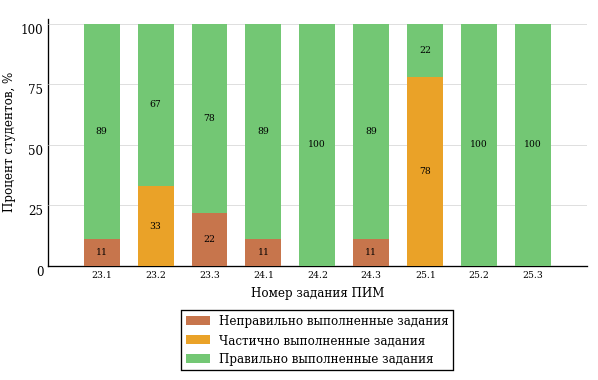 100
75
50
25
0
Процент студентов, %
89 67 78 89 100 89 22 100 100
33 78
11 22 11 11
23.1 23.2 23.3 24.1 24.2 24.3 25.1 25.2 25.3
Номер задания ПИМ
Неправильно выполненные задания
Частично выполненные задания
Правильно выполненные задания